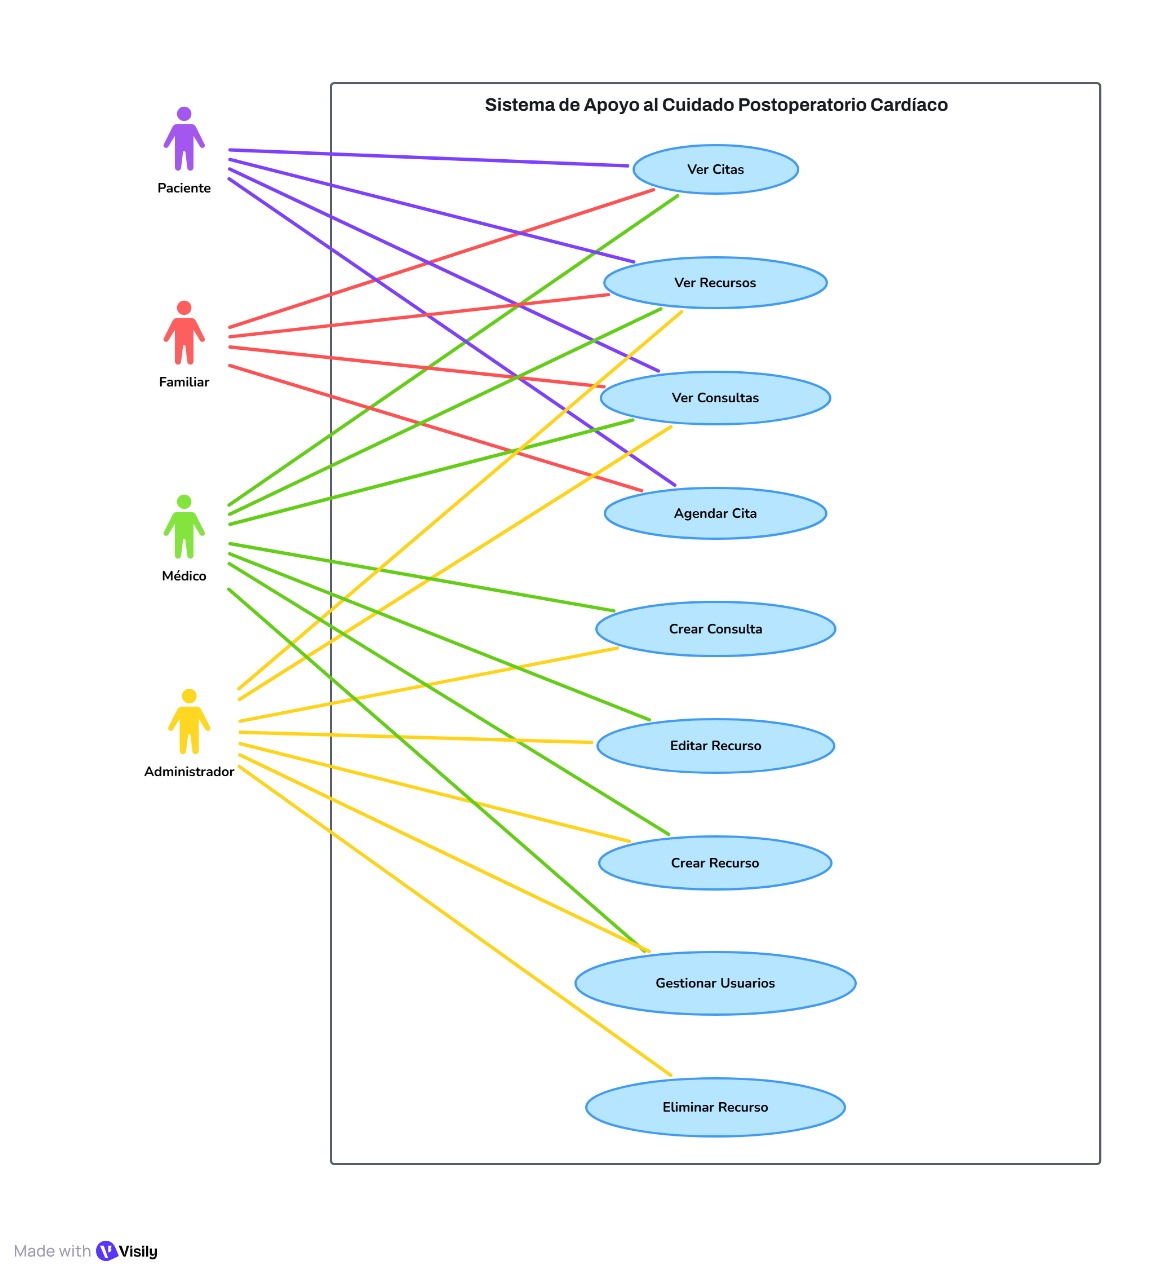 Sistema de Apoyo al Cuidado Postoperatorio Cardíaco
Paciente
Familiar
Médico
Administrador
Ver Citas
Ver Recursos
Ver Consultas
Agendar Cita
Crear Consulta
Editar Recurso
Crear Recurso
Gestionar Usuarios
Eliminar Recurso
Made with Visily